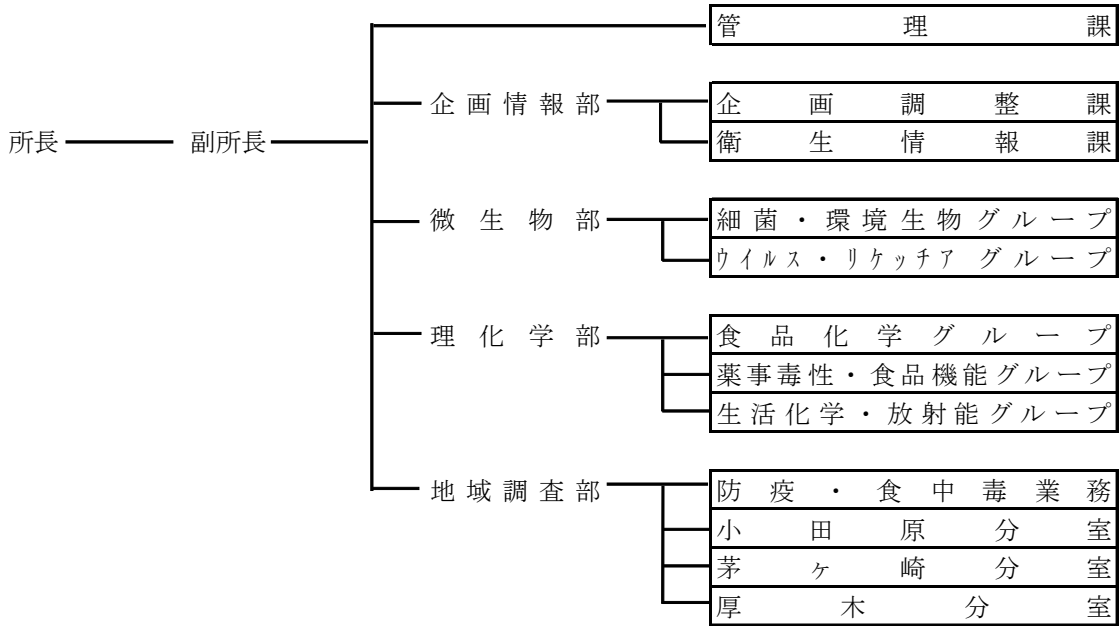 管理課
企画情報部 企画調整課
所長 副所長 衛生情報課
微生物部 細菌・環境生物グループ
ウイルス・リケッチア グループ
理化学部 食品化学グループ
薬事毒性・食品機能グループ
生活化学・放射能グループ
地域調査部 防疫・食中毒業務
小田原分室
茅ヶ崎分室
厚木分室